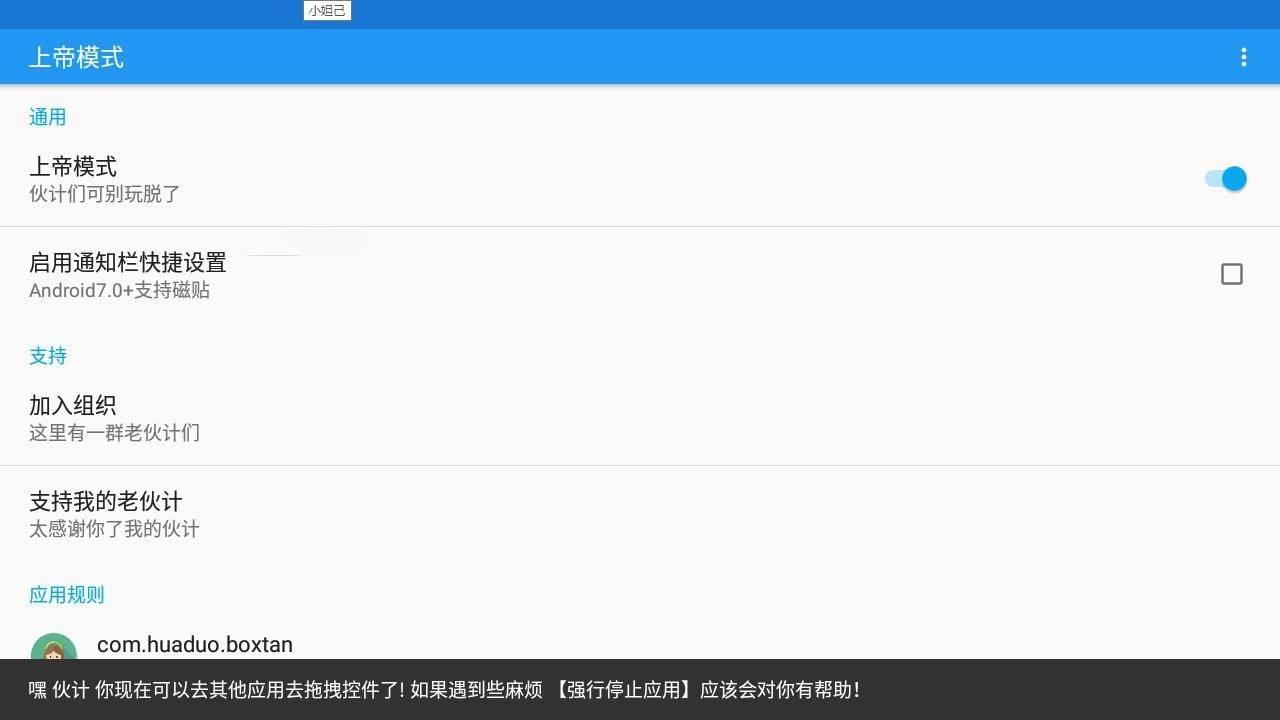 小妲己
上帝模式
通用
上帝模式
伙计们可别玩脱了
启用通知栏快捷设置
Android7.0+支持磁贴
支持
加入组织
这里有一群老伙计们
支持我的老伙计
太感谢你了我的伙计
应用规则
com.huaduo.boxtan
嘿 伙计 你现在可以去其他应用去拖拽控件了! 如果遇到些麻烦 【强行停止应用】应该会对你有帮助!